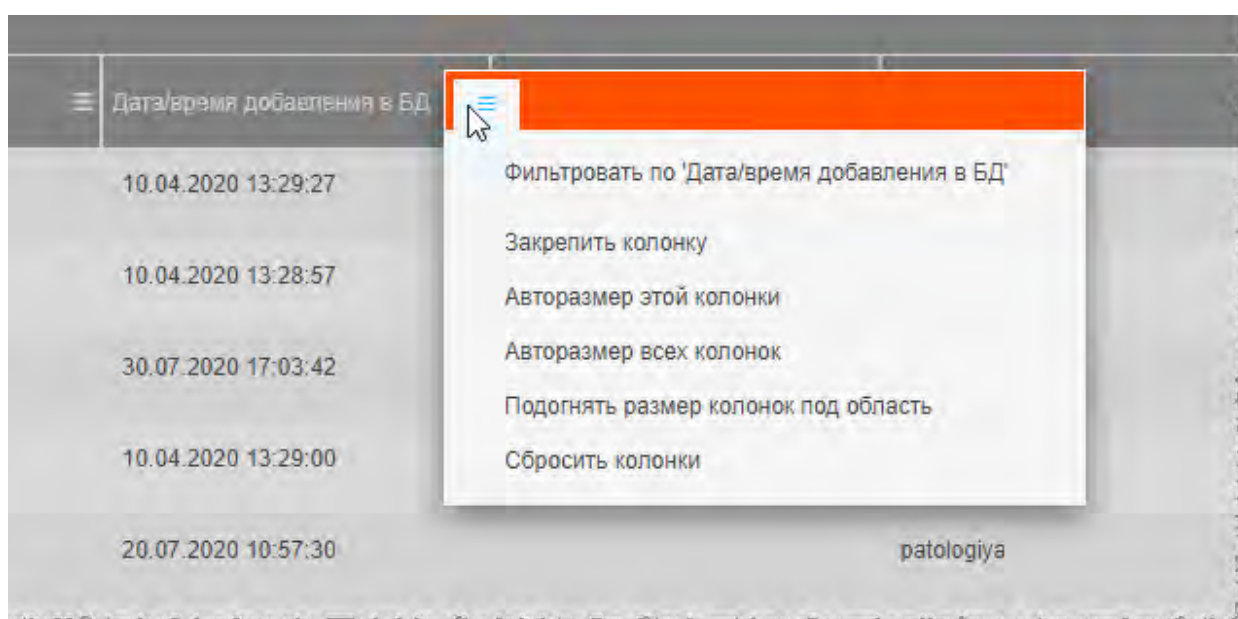 Дата/время добавления в БД
10.04.2020 13:29:27
Фильтровать по 'Дата/время добавления в БД'
Закрепить колонку
10.04.2020 13:28:57
Авторазмер этой колонки
Авторазмер всех колонок
30.07.2020 17:03:42
Подогнять размер колонок под область
10.04.2020 13:29:00
Сбросить колонки
20.07.2020 10:57:30
patologiya